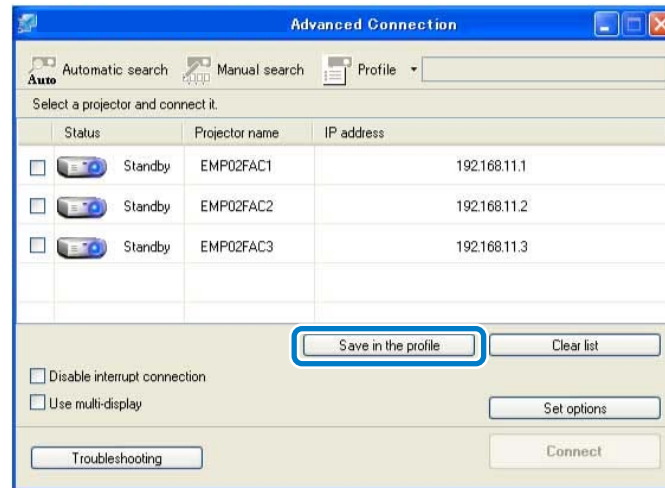 Advanced Connection
Auto Automatic search Manual search Profile
Select a projector and connect it.
Status Projector name IP address
Standby EMP02FAC1 192.168.11.1
Standby EMP02FAC2 192.168.11.2
Standby EMP02FAC3 192.168.11.3
Save in the profile Clear list
Disable interrupt connection
Use multi-display
Set options
Troubleshooting Connect